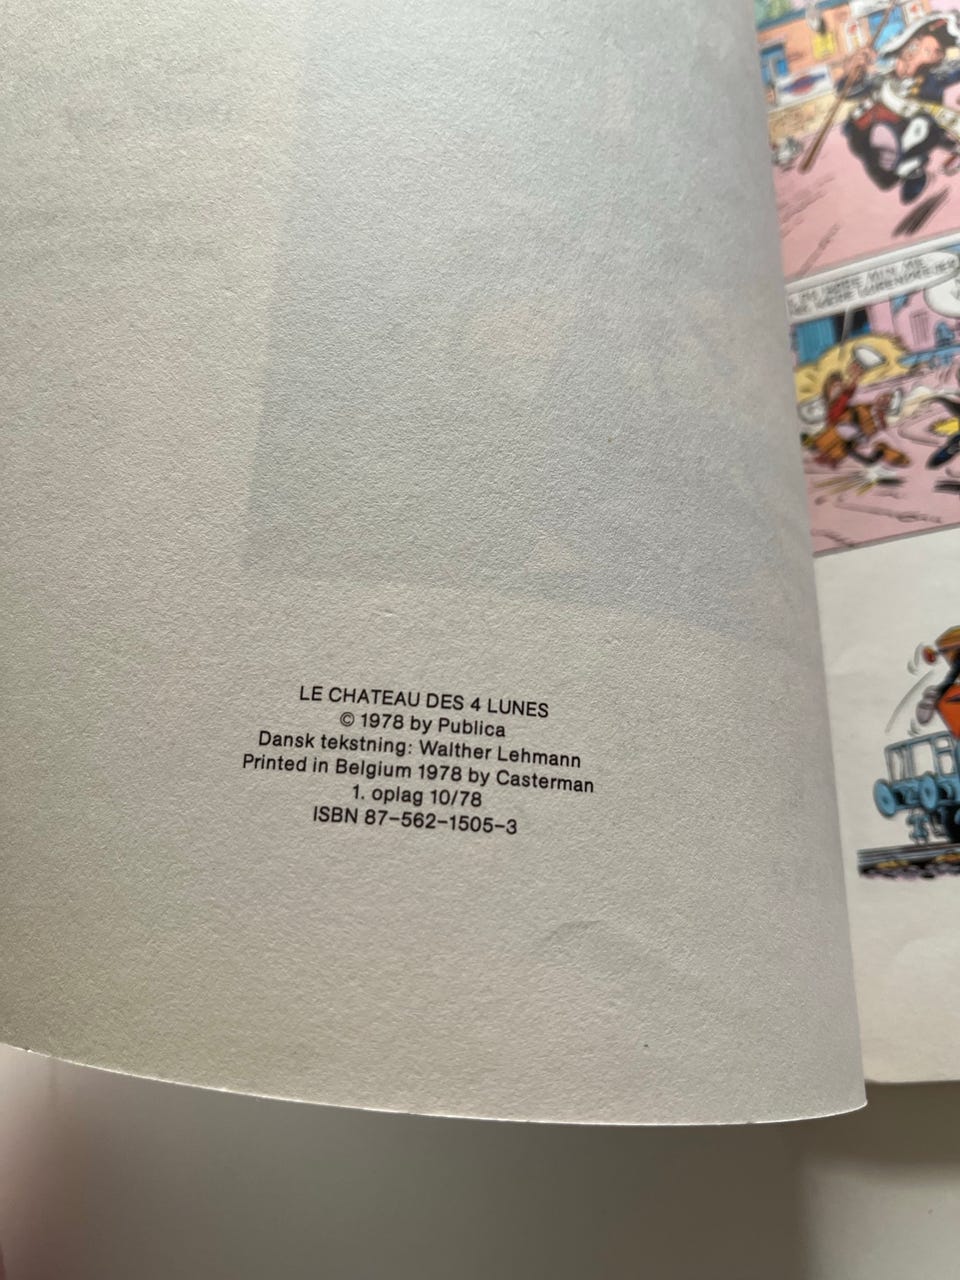 LE CHATEAU DES 4 LUNES
© 1978 by Publica
Dansk tekstning: Walther Lehmann
Printed in Belgium 1978 by Casterman
1. oplag 10/78
ISBN 87-562-1505-3